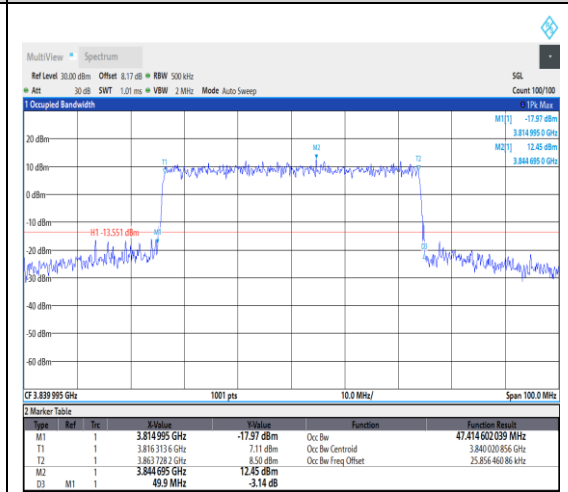 MultiView Spectrum
Ref Level 30.00 dBm Offset 8.17 dB RBW 500 kHz SGL
Att 30 dB SWT 1.01 ms VBW 2 MHz Mode Auto Sweep Count 100/100
1 Occupied Bandwidth 1Pk Max
M1[1] -17.97 dBm
3.814 995 0 GHz
M2[1] 12.45 dBm
3.844 695 0 GHz
20 dBm
M2
T1
T2
10 dBm
0 dBm
-10 dBm
H1 -13.551 dBm
M1
-20 dBm
D3
-30 dBm
-40 dBm
-50 dBm
-60 dBm
CF 3.839 995 GHz 1001 pts 10.0 MHz/ Span 100.0 MHz
2 Marker Table
Type Ref Trc X-Value Y-Value Function Function Result
M1 1 3.814 995 GHz -17.97 dBm Occ Bw 47.414 602 039 MHz
T1 1 3.816 313 6 GHz 7.11 dBm Occ Bw Centroid 3.840 020 856 GHz
T2 1 3.863 728 2 GHz 8.50 dBm Occ Bw Freq Offset 25.856 460 86 kHz
M2 1 3.844 695 GHz 12.45 dBm
D3 M1 1 49.9 MHz -3.14 dB